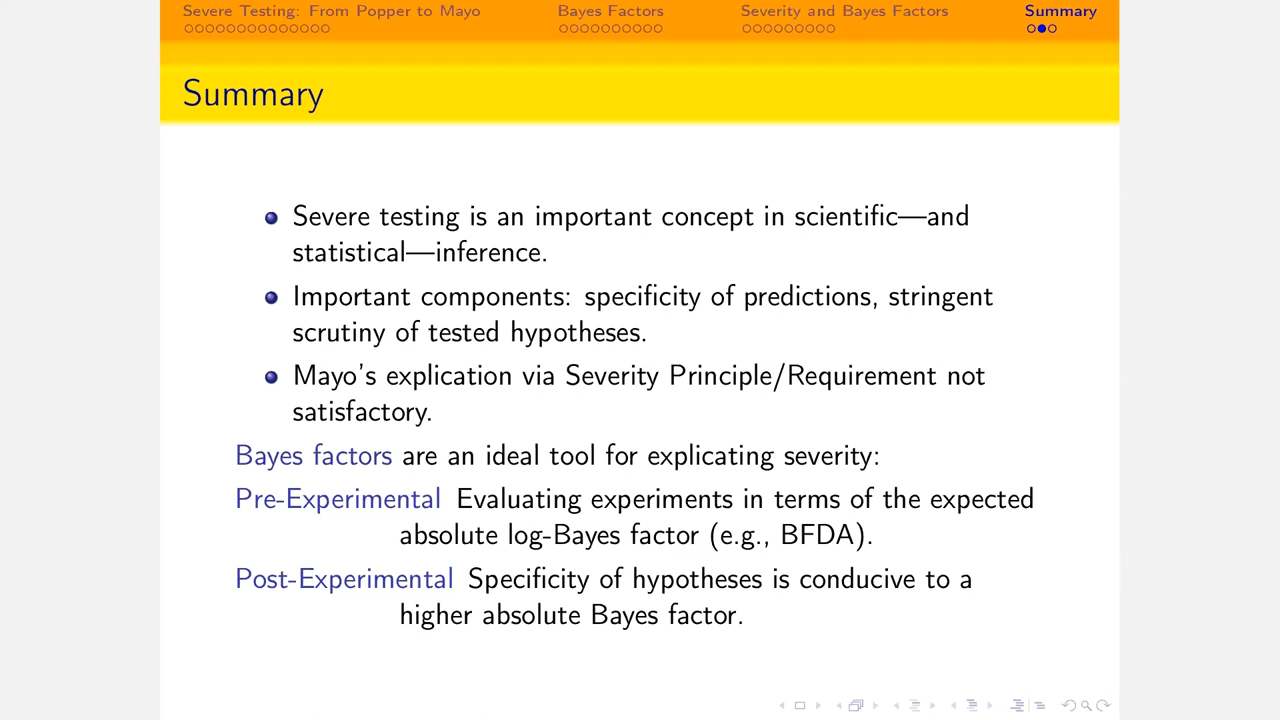 Severe Testing: From Popper to Mayo
Bayes Factors
Severity and Bayes Factors
Summary
Summary
Severe testing is an important concept in scientific—and
statistical—inference.
Important components: specificity of predictions, stringent
scrutiny of tested hypotheses.
Mayo's explication via Severity Principle/Requirement not
satisfactory.
Bayes factors are an ideal tool for explicating severity:
Pre-Experimental Evaluating experiments in terms of the expected
absolute log-Bayes factor (e.g., BFDA).
Post-Experimental Specificity of hypotheses is conducive to a
higher absolute Bayes factor.